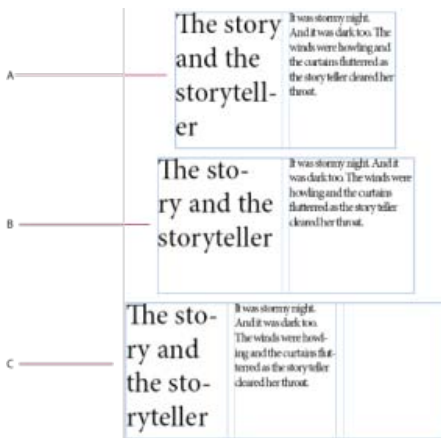 A
The story
and the
storytell-
er
It was stormy night.
And it was dark too. The
winds were howling and
the curtains fluttered as
the story teller cleared her
throat.
B
The sto-
ry and the
storyteller
It was stormy night. And it
was dark too. The winds were
howling and the curtains
fluttered as the story teller
cleared her throat.
C
The sto-
ry and
the sto-
ryteller
It was stormy night.
And it was dark too.
The winds were howl-
ing and the curtains flut-
tered as the story teller
cleared her throat.